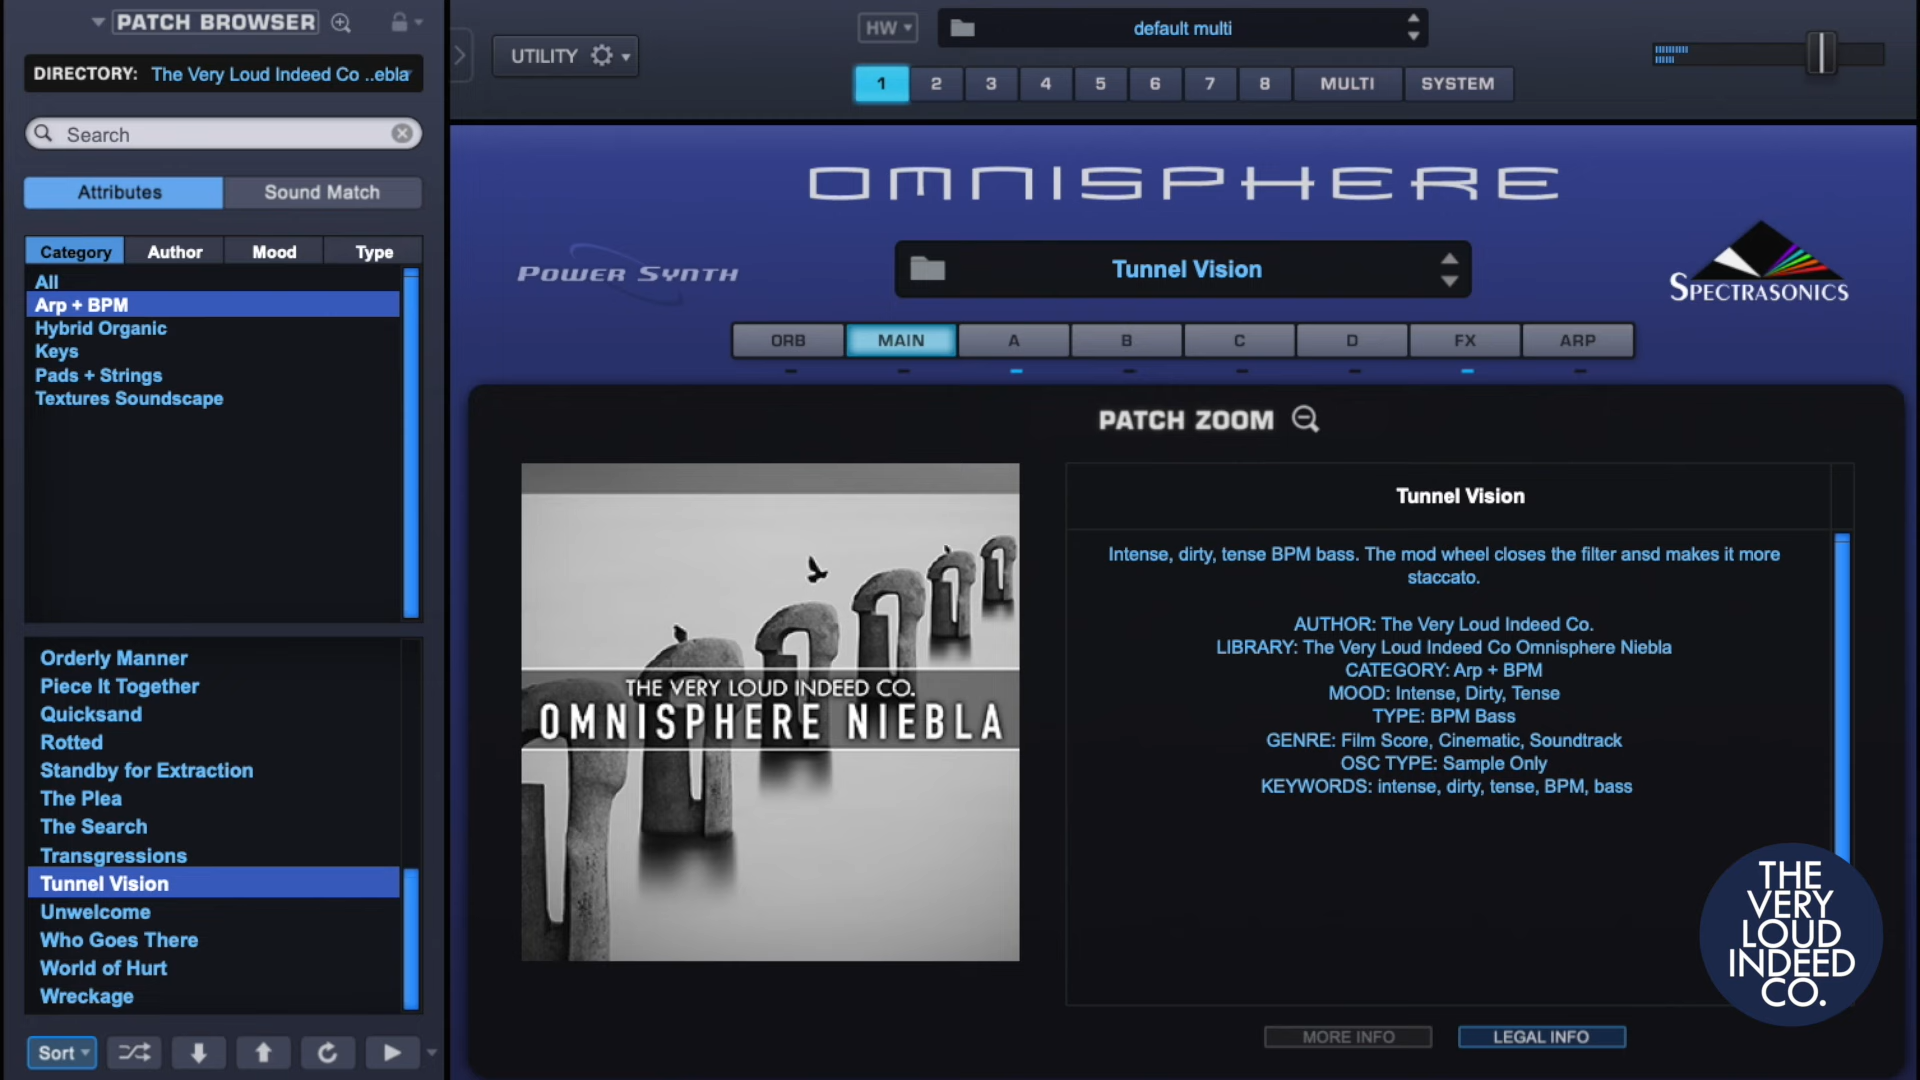 PATCH BROWSER
DIRECTORY: The Very Loud Indeed Co ..ebla
Search
Attributes
Sound Match
Category
Author
Mood
Type
All
Arp + BPM
Hybrid Organic
Keys
Pads + Strings
Textures Soundscape
Orderly Manner
Piece It Together
Quicksand
Rotted
Standby for Extraction
The Plea
The Search
Transgressions
Tunnel Vision
Unwelcome
Who Goes There
World of Hurt
Wreckage
Sort
UTILITY
HW
default multi
1
2
3
4
5
6
7
8
MULTI
SYSTEM
OMNISPHERE
POWER SYNTH
Tunnel Vision
SPECTRASONICS
ORB
MAIN
A
B
C
D
FX
ARP
PATCH ZOOM
THE VERY LOUD INDEED CO.
OMNISPHERE NIEBLA
Tunnel Vision
Intense, dirty, tense BPM bass. The mod wheel closes the filter ansd makes it more
staccato.
AUTHOR: The Very Loud Indeed Co.
LIBRARY: The Very Loud Indeed Co Omnisphere Niebla
CATEGORY: Arp + BPM
MOOD: Intense, Dirty, Tense
TYPE: BPM Bass
GENRE: Film Score, Cinematic, Soundtrack
OSC TYPE: Sample Only
KEYWORDS: intense, dirty, tense, BPM, bass
MORE INFO
LEGAL INFO
THE
VERY
LOUD
INDEED
CO.